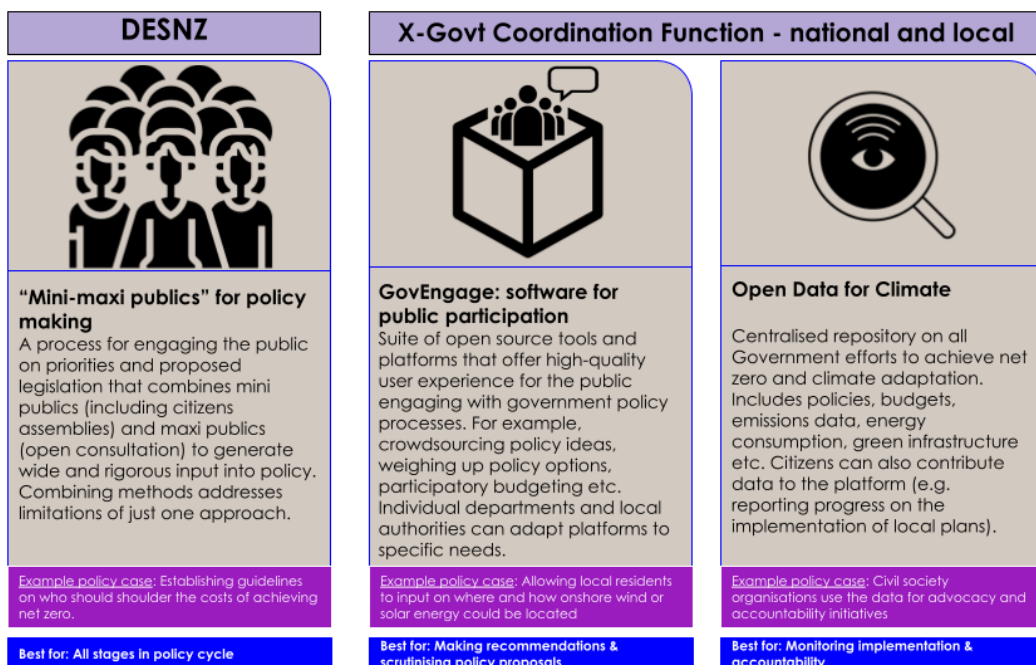 DESNZ
X-Govt Coordination Function - national and local
“Mini-maxi publics” for policy
making
A process for engaging the public
on priorities and proposed
legislation that combines mini
publics (including citizens
assemblies) and maxi publics
(open consultation) to generate
wide and rigorous input into policy.
Combining methods addresses
limitations of just one approach.
Example policy case: Establishing guidelines
on who should shoulder the costs of achieving
net zero.
Best for: All stages in policy cycle
GovEngage: software for
public participation
Suite of open source tools and
platforms that offer high-quality
user experience for the public
engaging with government policy
processes. For example,
crowdsourcing policy ideas,
weighing up policy options,
participatory budgeting etc.
Individual departments and local
authorities can adapt platforms to
specific needs.
Example policy case: Allowing local residents
to input on where and how onshore wind or
solar energy could be located
Best for: Making recommendations &
scrutinising policy proposals
Open Data for Climate
Centralised repository on all
Government efforts to achieve net
zero and climate adaptation.
Includes policies, budgets,
emissions data, energy
consumption, green infrastructure
etc. Citizens can also contribute
data to the platform (e.g.
reporting progress on the
implementation of local plans).
Example policy case: Civil society
organisations use the data for advocacy and
accountability initiatives
Best for: Monitoring implementation &
accountability